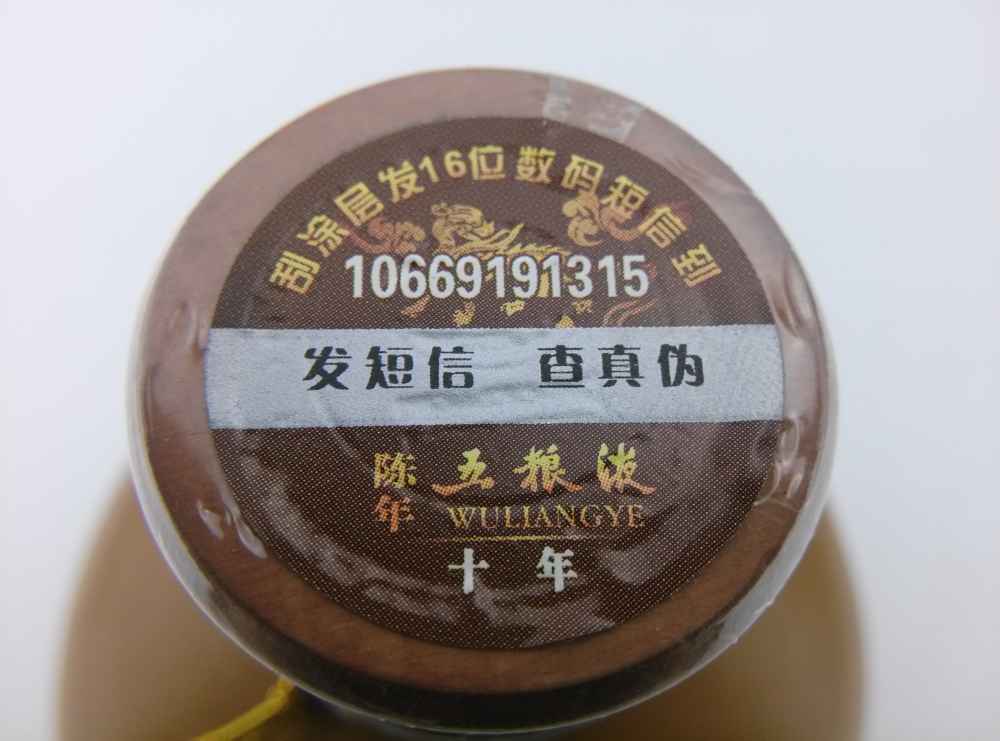 刮涂层发16位数码短信到
10669191315
发短信 查真伪
陈年 五粮液
WULIANGYE
十年